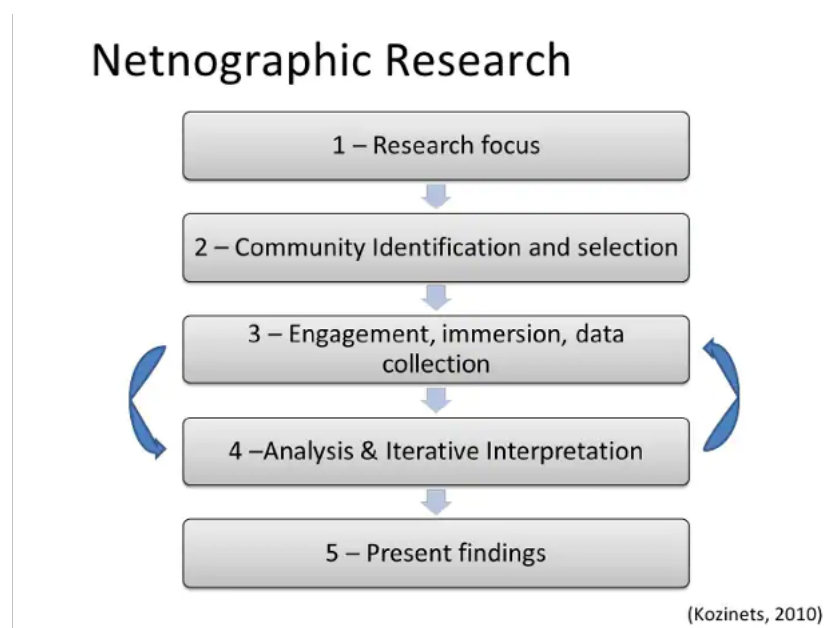 Netnographic Research
1 – Research focus
2 – Community Identification and selection
3 – Engagement, immersion, data
collection
4 –Analysis & Iterative Interpretation
5 – Present findings
(Kozinets, 2010)